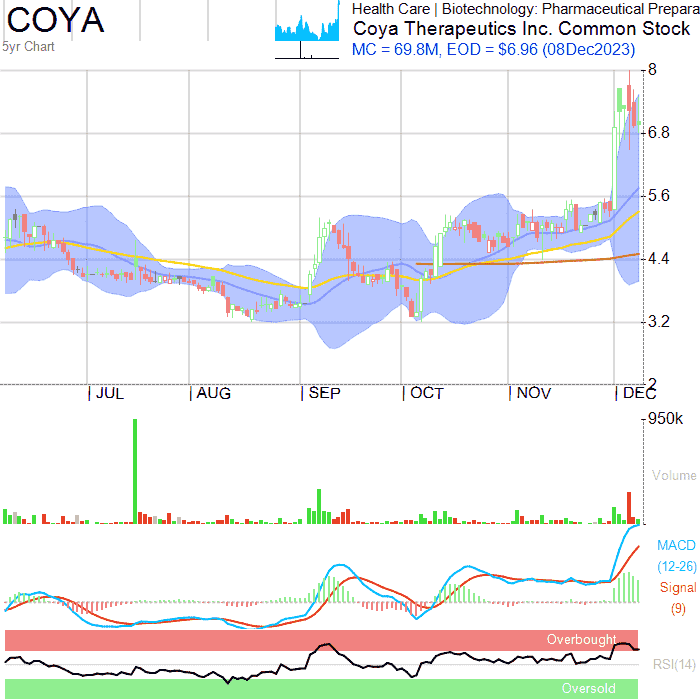 COYA
5yr Chart
Health Care | Biotechnology: Pharmaceutical Prepara
Coya Therapeutics Inc. Common Stock
MC = 69.8M, EOD = $6.96 (08Dec2023)
8
6.8
5.6
4.4
3.2
2
JUL AUG SEP OCT NOV DEC
950k
Volume
MACD
(12-26)
Signal
(9)
Overbought
RSI(14)
Oversold